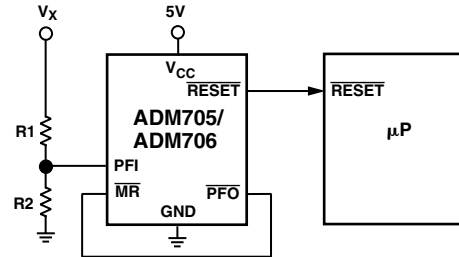 VX
5V
VCC
RESET
RESET
ADM705/
ADM706
µP
R1
PFI
MR
PFO
R2
GND